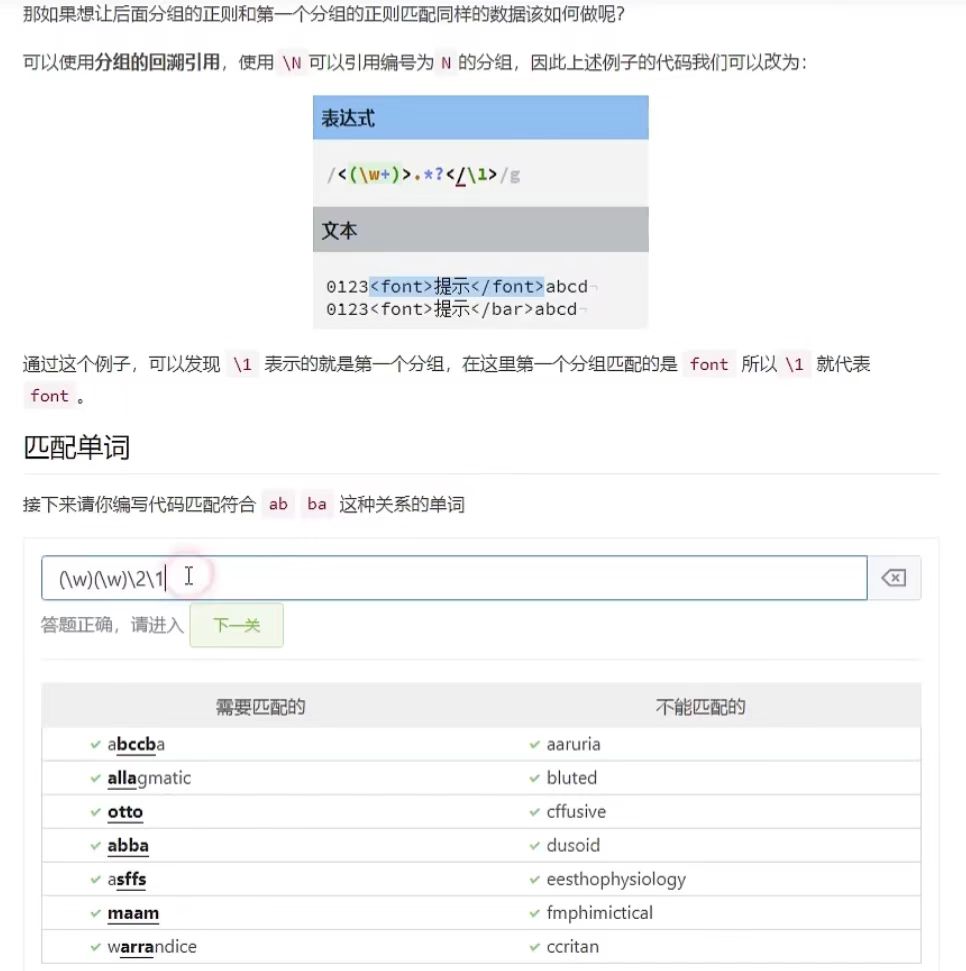 那如果想让后面分组的正则和第一个分组的正则匹配同样的数据该如何做呢?
可以使用分组的回溯引用，使用 \N 可以引用编号为 N 的分组，因此上述例子的代码我们可以改为:
表达式
/<(\w+)>.*?</\1>/g
文本
0123<font>提示</font>abcd¬
0123<font>提示</bar>abcd¬
通过这个例子，可以发现 \1 表示的就是第一个分组，在这里第一个分组匹配的是 font 所以 \1 就代表
font 。
匹配单词
接下来请你编写代码匹配符合 ab ba 这种关系的单词
(\w)(\w)\2\1
答题正确，请进入 下一关
需要匹配的 不能匹配的
abccba aaruria
allagmatic bluted
otto cffusive
abba dusoid
asffs eesthophysiology
maam fmphimictical
warrandice ccritan